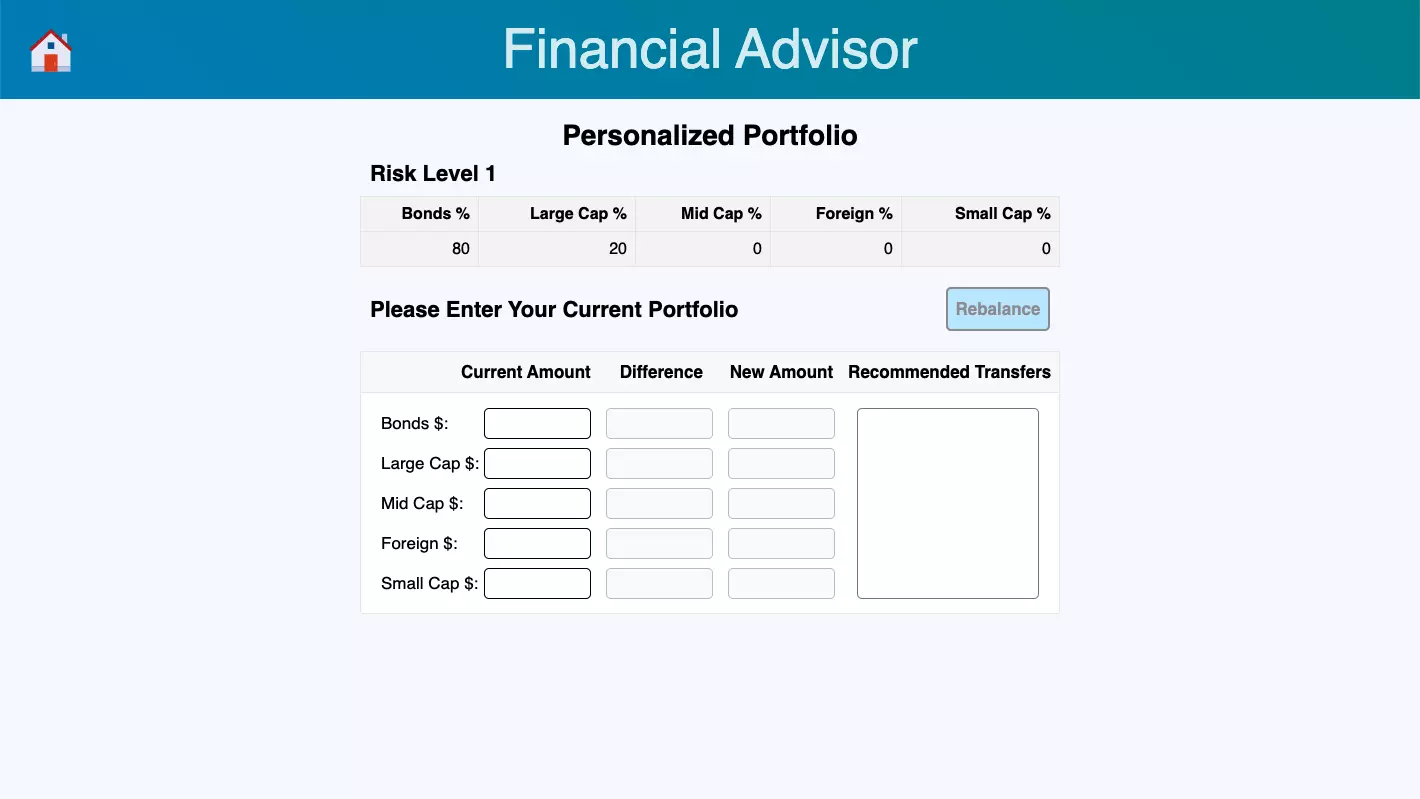 Financial Advisor
Personalized Portfolio
Risk Level 1
Bonds % Large Cap % Mid Cap % Foreign % Small Cap %
80 20 0 0 0
Please Enter Your Current Portfolio Rebalance
Current Amount Difference New Amount Recommended Transfers
Bonds $:
Large Cap $:
Mid Cap $:
Foreign $:
Small Cap $: